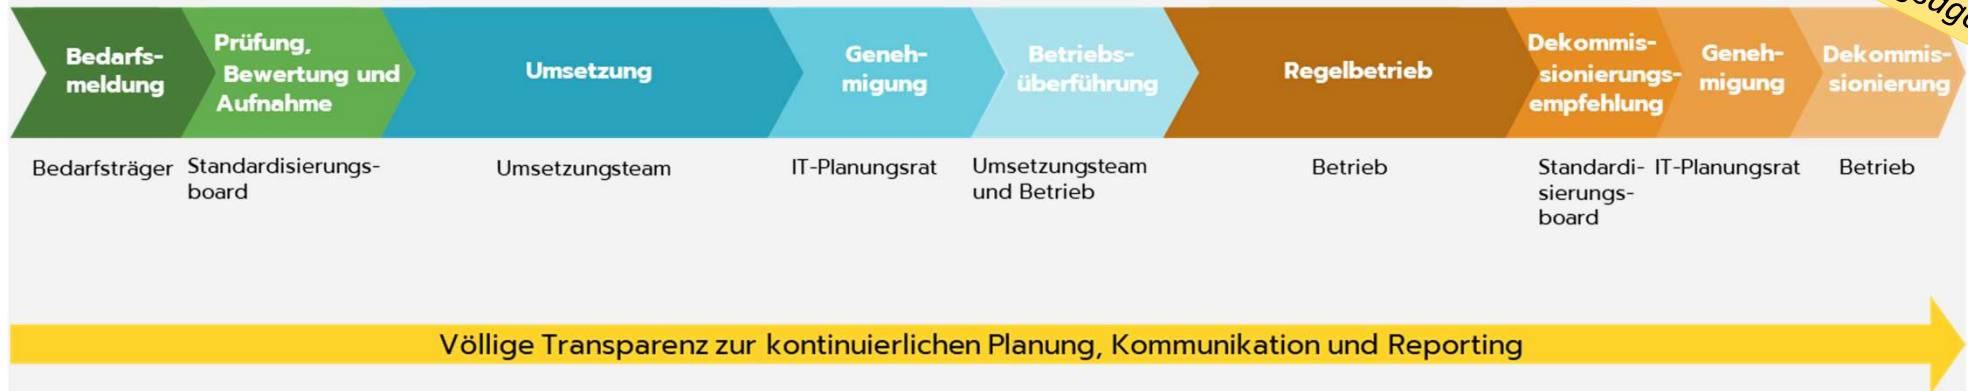 Bedarfs-
meldung
Prüfung,
Bewertung und
Aufnahme
Umsetzung
Geneh-
migung
Betriebs-
überführung
Regelbetrieb
Dekommis-
sionierungs-
empfehlung
Geneh-
migung
Dekommis-
sionierung
Bedarfsträger
Standardisierungs-
board
Umsetzungsteam
IT-Planungsrat
Umsetzungsteam
und Betrieb
Betrieb
Standardi-
sierungs-
board
IT-Planungsrat
Betrieb
Völlige Transparenz zur kontinuierlichen Planung, Kommunikation und Reporting